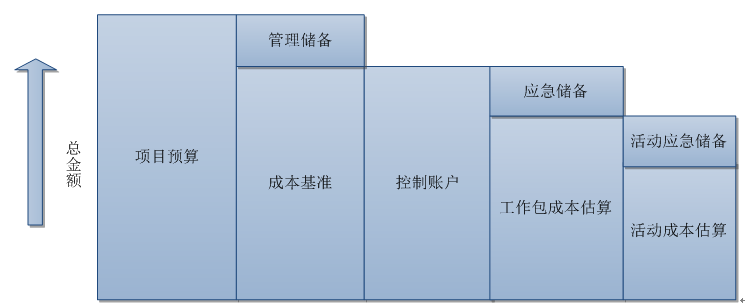 总金额
项目预算
管理储备
成本基准
控制账户
应急储备
工作包成本估算
活动应急储备
活动成本估算